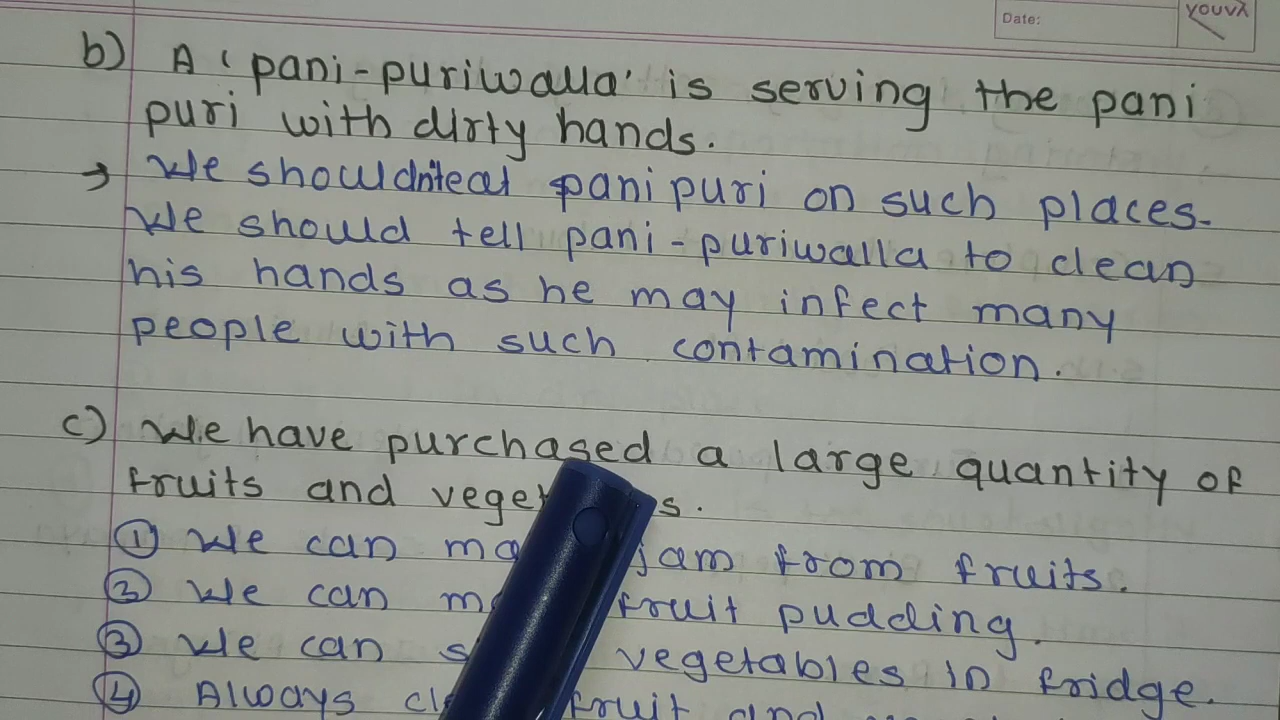 Date:
YOUVA
b) A 'pani-puriwalla' is serving the pani
puri with dirty hands.
→ We shouldn't eat pani puri on such places.
We should tell pani-puriwalla to clean
his hands as he may infect many
people with such contamination.
c) We have purchased a large quantity of
fruits and veget s.
① We can ma jam from fruits.
② We can m fruit pudding.
③ We can s vegetables in fridge.
④ Always cle fruit and